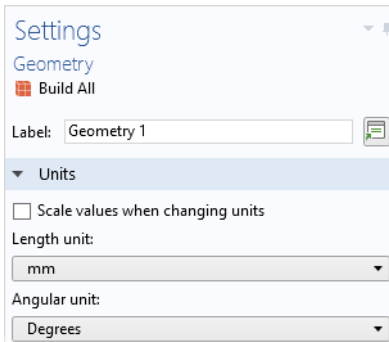 Settings
Geometry
Build All
Label: Geometry 1
Units
Scale values when changing units
Length unit:
mm
Angular unit:
Degrees